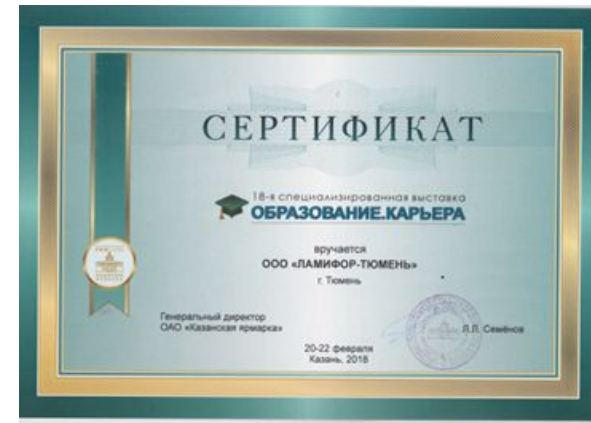 СЕРТИФИКАТ
18-я специализированная выставка
ОБРАЗОВАНИЕ.КАРЬЕРА
вручается
ООО «ЛАМИФОР-ТЮМЕНЬ»
г. Тюмень
Генеральный директор
ОАО «Казанская ярмарка»
Л.Л. Семёнов
20-22 февраля
Казань, 2018